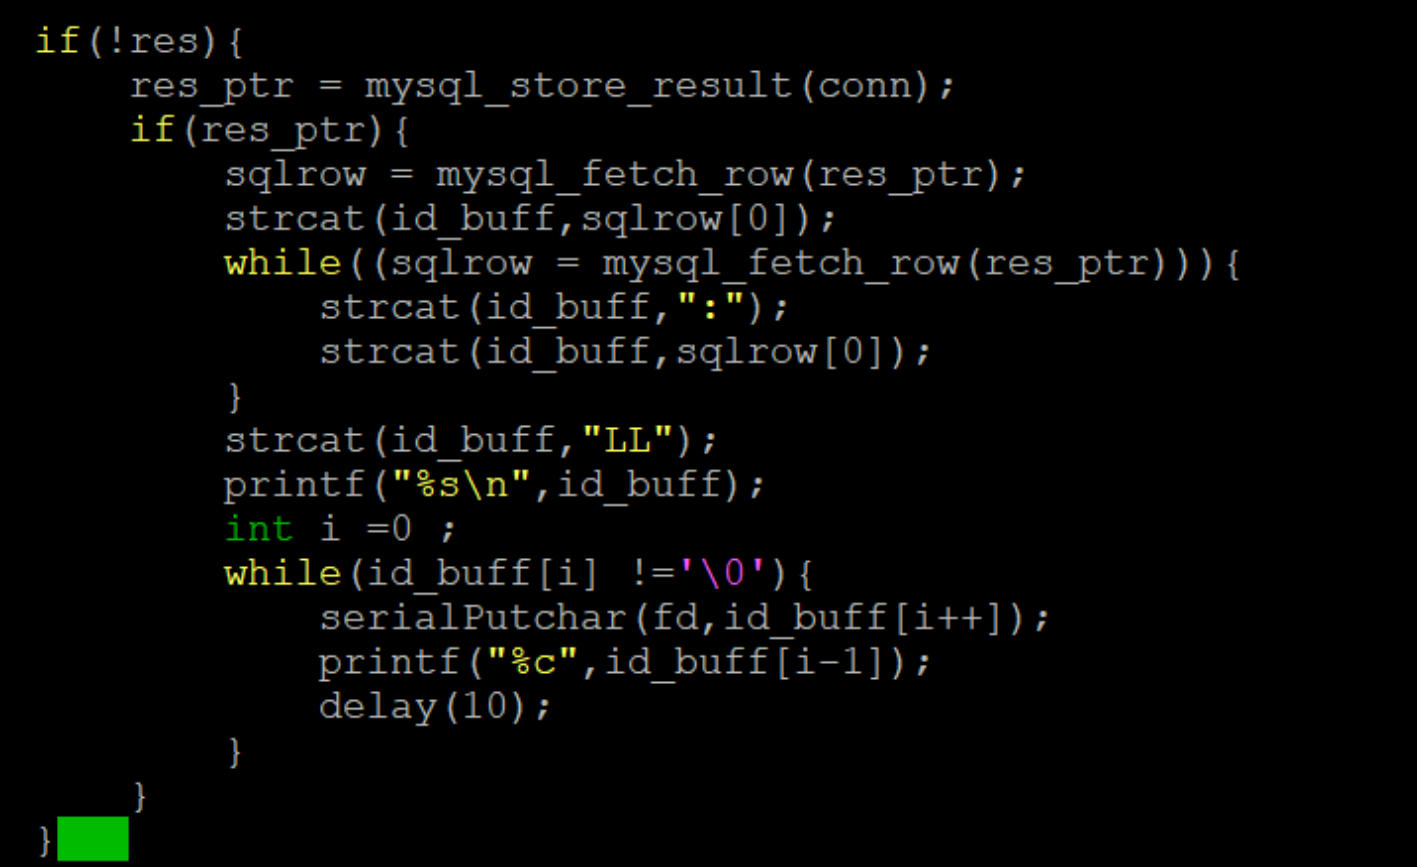 if(!res){
    res_ptr = mysql_store_result(conn);
    if(res_ptr){
        sqlrow = mysql_fetch_row(res_ptr);
        strcat(id_buff,sqlrow[0]);
        while((sqlrow = mysql_fetch_row(res_ptr))){
            strcat(id_buff,":");
            strcat(id_buff,sqlrow[0]);
        }
        strcat(id_buff,"LL");
        printf("%s\n",id_buff);
        int i =0 ;
        while(id_buff[i] !='\0'){
            serialPutchar(fd,id_buff[i++]);
            printf("%c",id_buff[i-1]);
            delay(10);
        }
    }
}